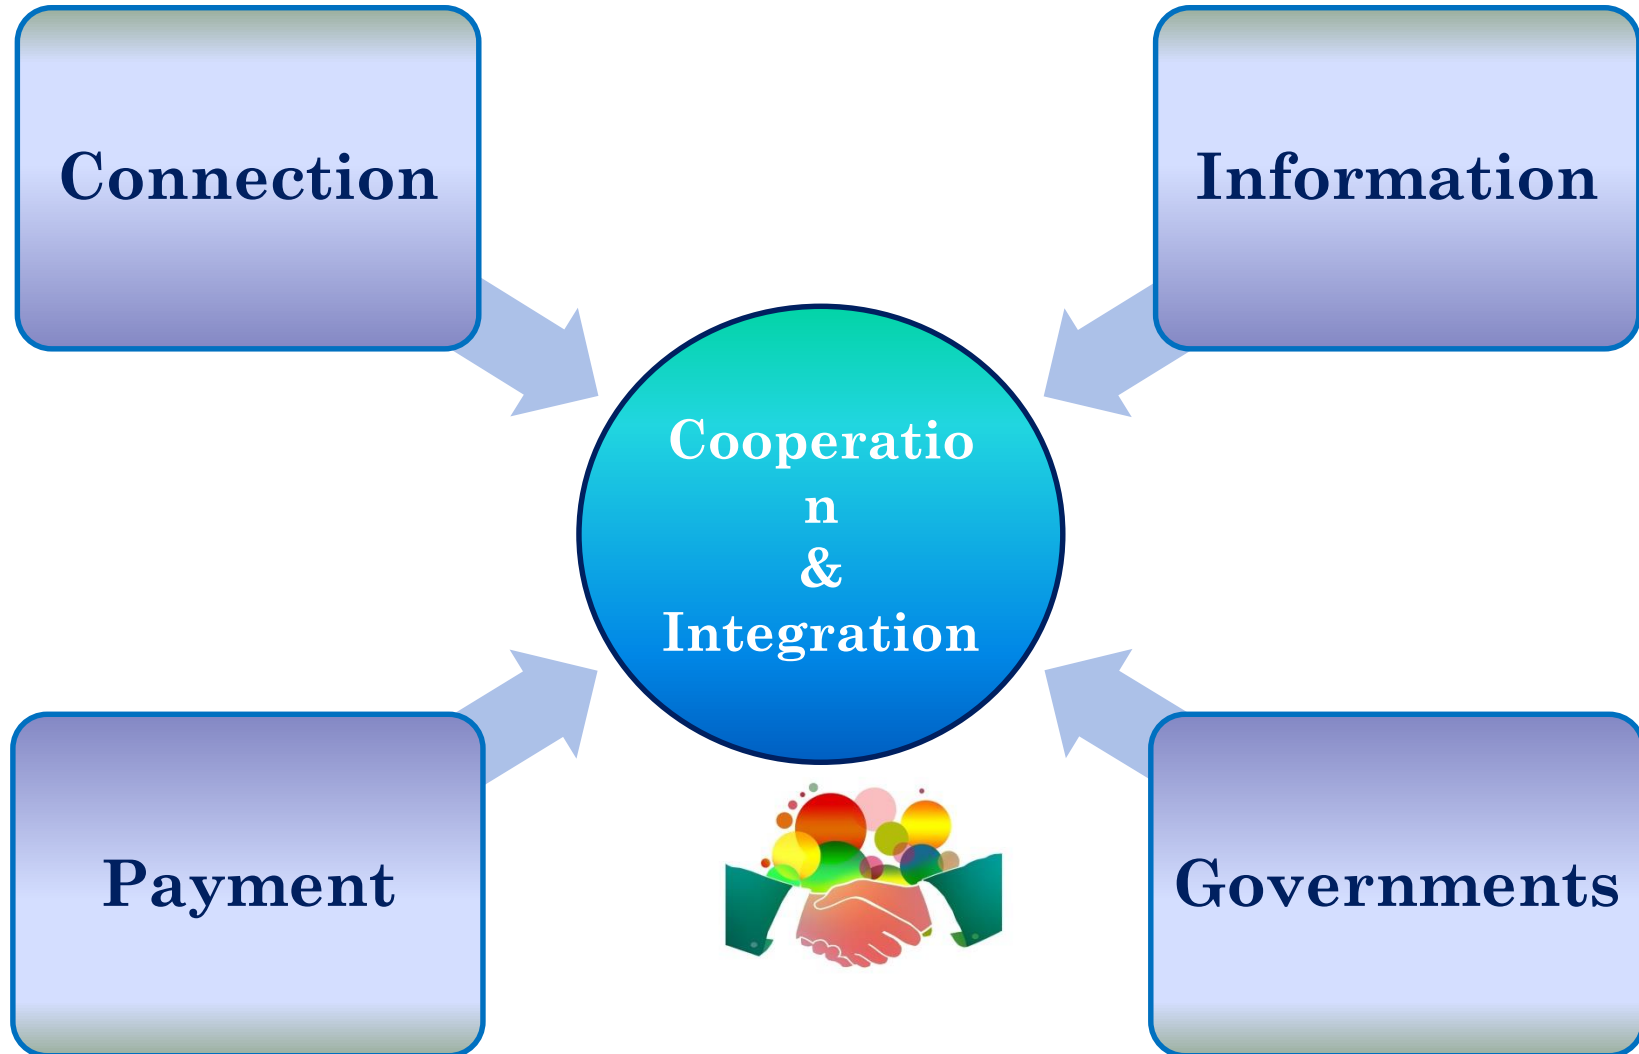 Connection
Information
Cooperatio
n
&
Integration
Payment
Governments